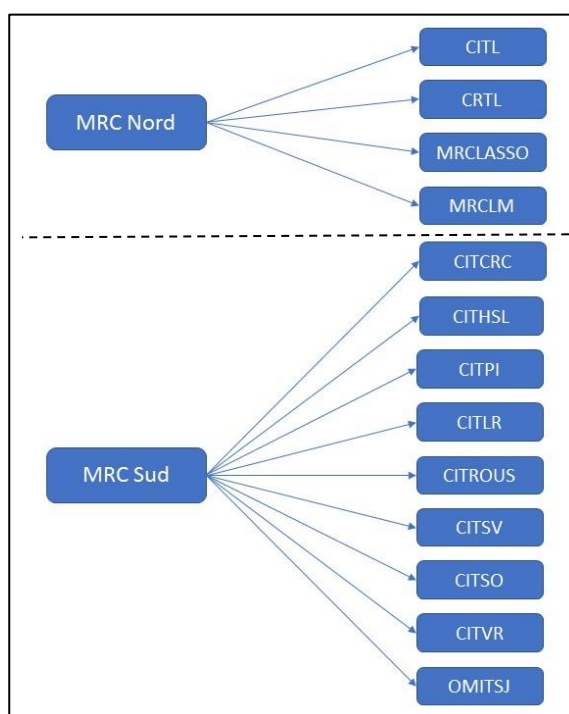 MRC Nord
CITL
CRTL
MRCLASSO
MRCLM
MRC Sud
CITCRC
CITHSL
CITPI
CITLR
CITROUS
CITSV
CITSO
CITVR
OMITSJ